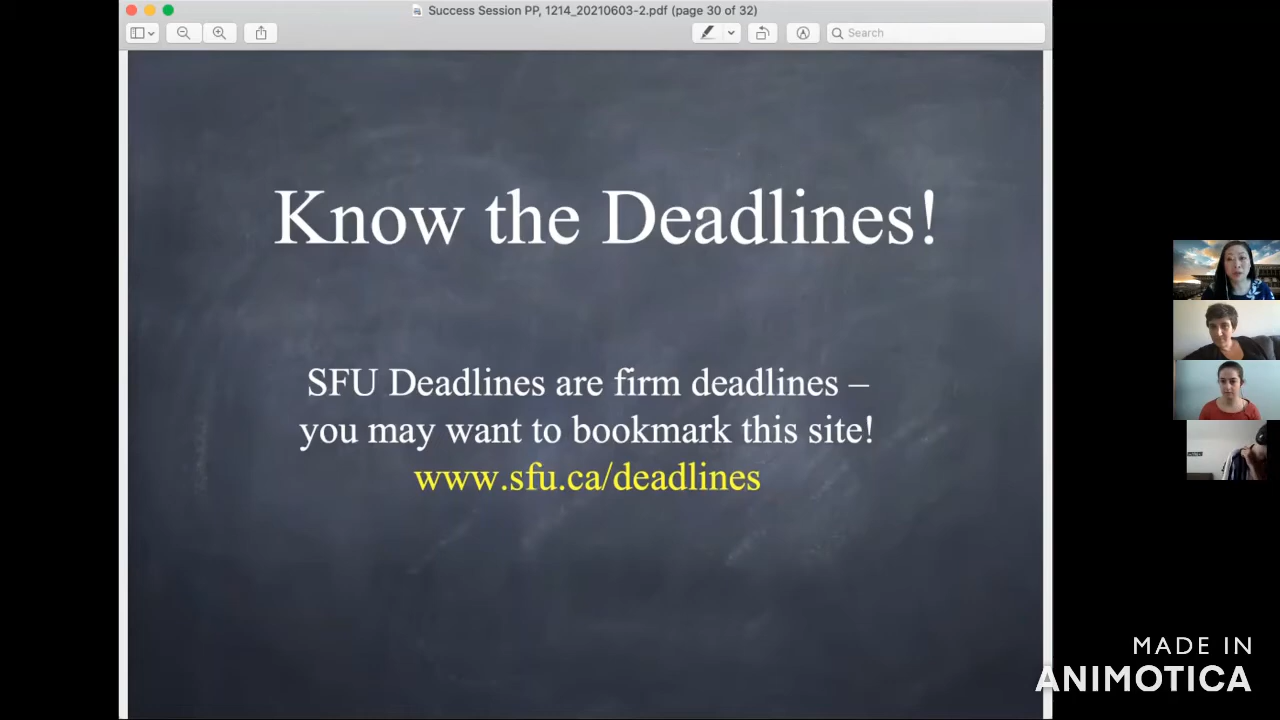 Success Session PP, 1214_20210603-2.pdf (page 30 of 32)
Search
Know the Deadlines!
SFU Deadlines are firm deadlines –
you may want to bookmark this site!
www.sfu.ca/deadlines
MADE IN
ANIMOTICA